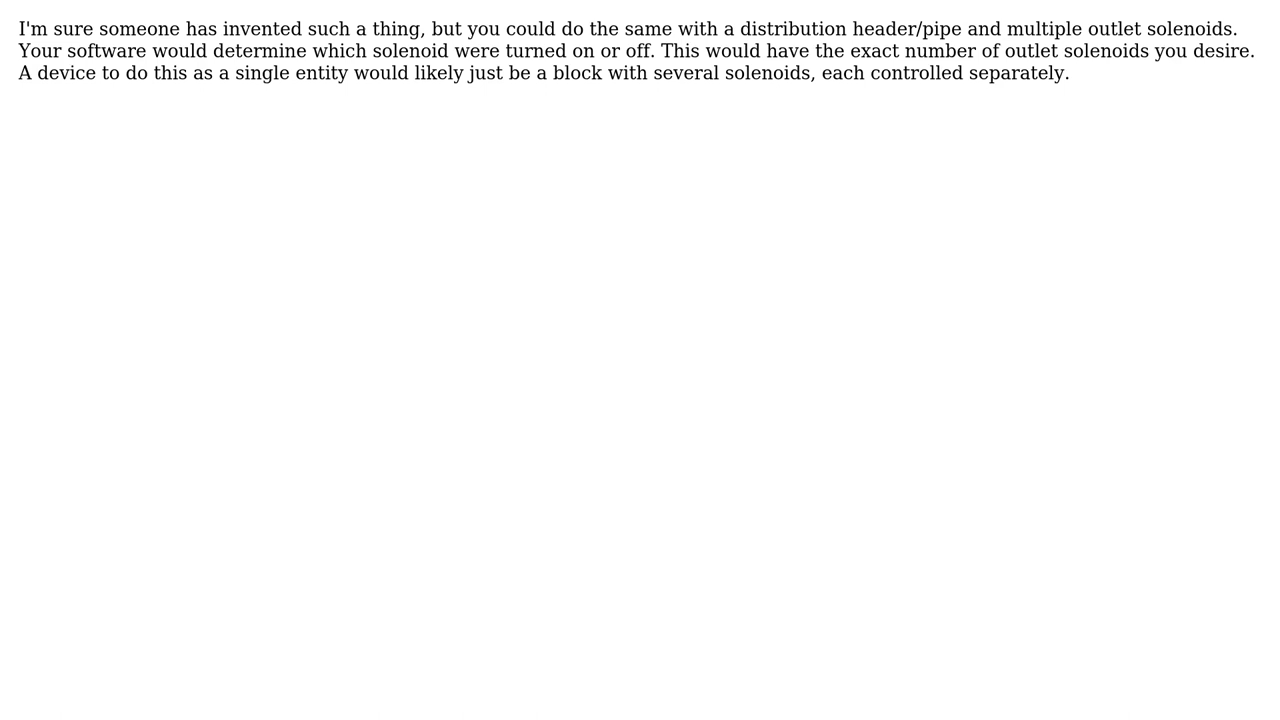 I'm sure someone has invented such a thing, but you could do the same with a distribution header/pipe and multiple outlet solenoids.
Your software would determine which solenoid were turned on or off. This would have the exact number of outlet solenoids you desire.
A device to do this as a single entity would likely just be a block with several solenoids, each controlled separately.